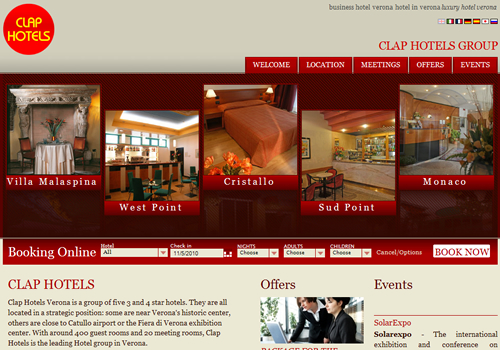 business hotel verona hotel in verona luxury hotel verona
CLAP
HOTELS
CLAP HOTELS GROUP
WELCOME
LOCATION
MEETINGS
OFFERS
EVENTS
Villa Malaspina
West Point
Cristallo
Sud Point
Monaco
Booking Online
Hotel
All
Check in
11/5/2010
NIGHTS
Choose
ADULTS
Choose
CHILDREN
Choose
Cancel/Options
BOOK NOW
CLAP HOTELS
Clap Hotels Verona is a group of five 3 and 4 star hotels. They are
all located in a strategic position: some are near Verona's historic center,
others are close to Catullo airport or the Fiera di Verona exhibition
center. With around 400 guest rooms and 20 meeting rooms, Clap
Hotels is the leading Hotel group in Verona.
Offers
PACKAGE FOR THE
Events
SolarExpo
Solarexpo - The international
exhibition and conference on